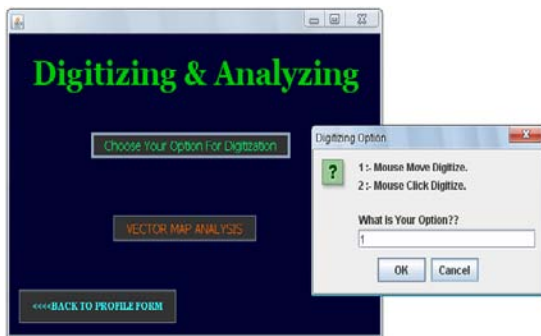 Digitizing & Analyzing
Choose Your Option For Digitization
VECTOR MAP ANALYSIS
<<<<BACK TO PROFILE FORM
Digitizing Option
1 :- Mouse Move Digitize.
2 :- Mouse Click Digitize.
What Is Your Option??
1
OK Cancel